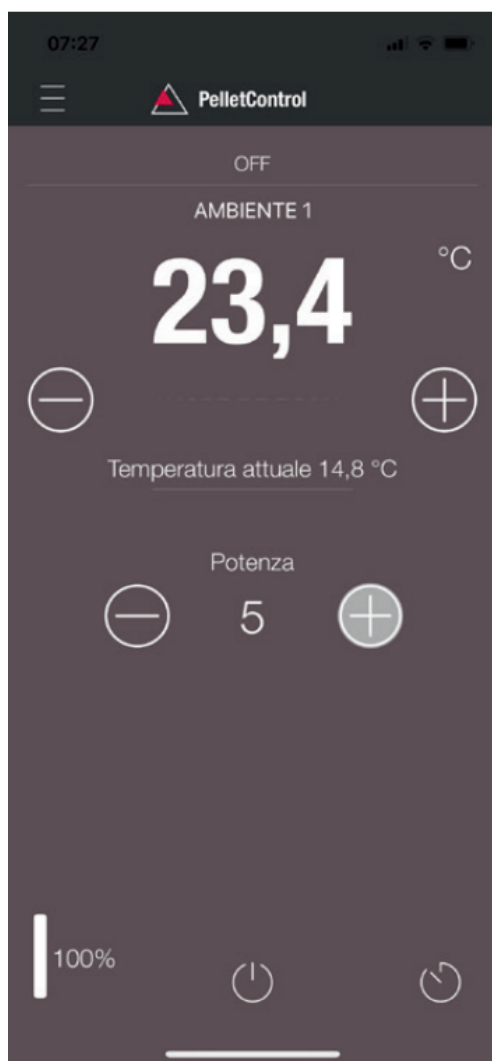 07:27
PelletControl
OFF
AMBIENTE 1
23,4 °C
Temperatura attuale 14,8 °C
Potenza
5
100%